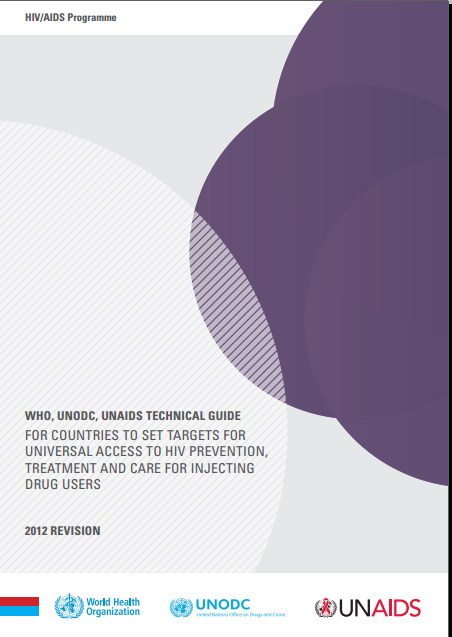 HIV/AIDS Programme
WHO, UNODC, UNAIDS TECHNICAL GUIDE
FOR COUNTRIES TO SET TARGETS FOR
UNIVERSAL ACCESS TO HIV PREVENTION,
TREATMENT AND CARE FOR INJECTING
DRUG USERS
2012 REVISION
World Health
Organization
UNODC
United Nations Office on Drugs and Crime
UNAIDS